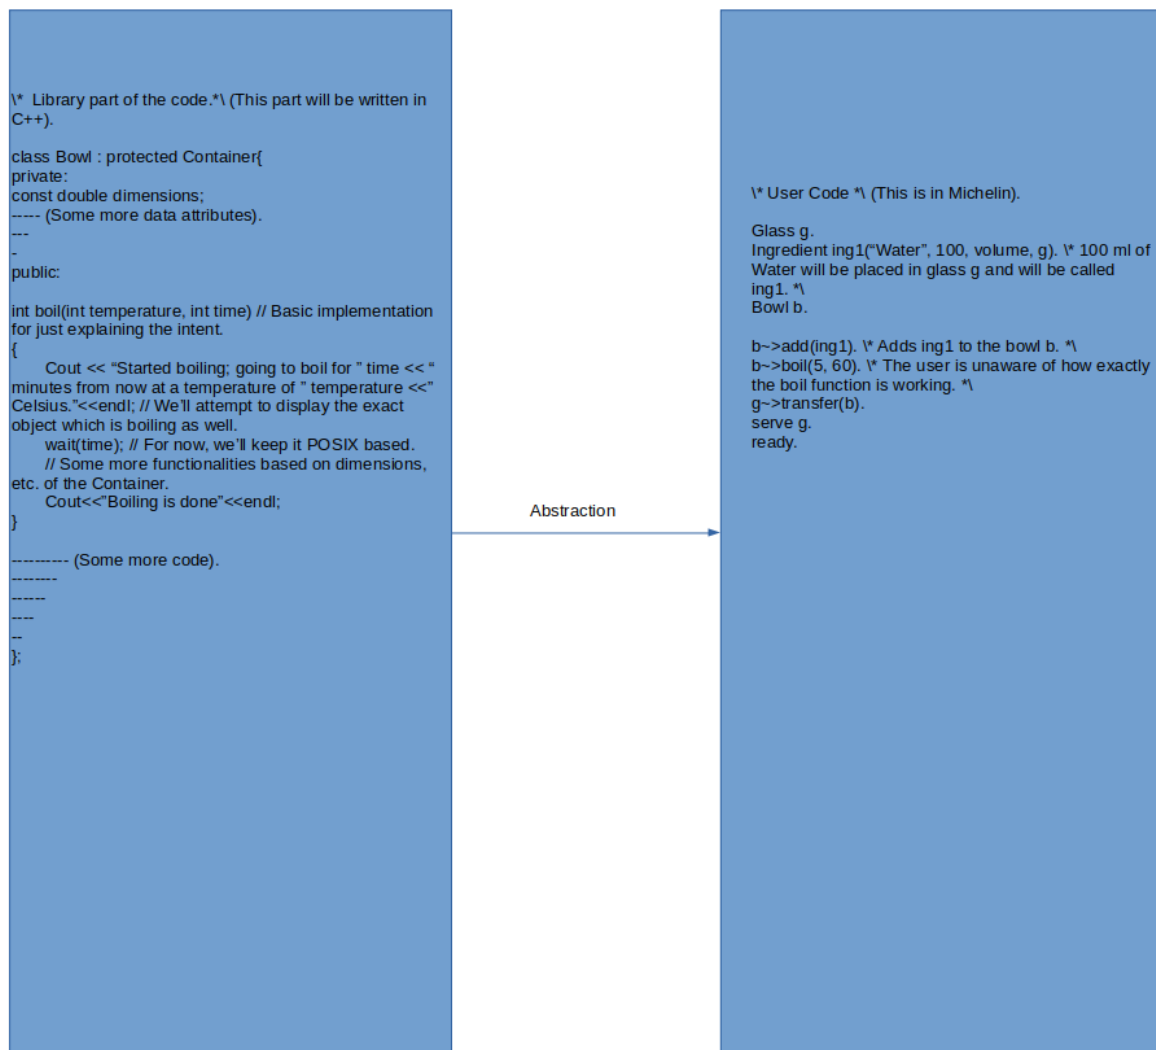 \* Library part of the code.*\ (This part will be written in
C++).
class Bowl : protected Container{
private:
const double dimensions;
----- (Some more data attributes).
---
-
public:
int boil(int temperature, int time) // Basic implementation
for just explaining the intent.
{
Cout << “Started boiling; going to boil for ” time << “
minutes from now at a temperature of ” temperature <<”
Celsius.”<<endl; // We’ll attempt to display the exact
object which is boiling as well.
wait(time); // For now, we’ll keep it POSIX based.
// Some more functionalities based on dimensions,
etc. of the Container.
Cout<<”Boiling is done”<<endl;
}
---------- (Some more code).
--------
------
----
--
};
Abstraction
\* User Code *\ (This is in Michelin).
Glass g.
Ingredient ing1(“Water”, 100, volume, g). \* 100 ml of
Water will be placed in glass g and will be called
ing1. *\
Bowl b.
b~>add(ing1). \* Adds ing1 to the bowl b. *\
b~>boil(5, 60). \* The user is unaware of how exactly
the boil function is working. *\
g~>transfer(b).
serve g.
ready.